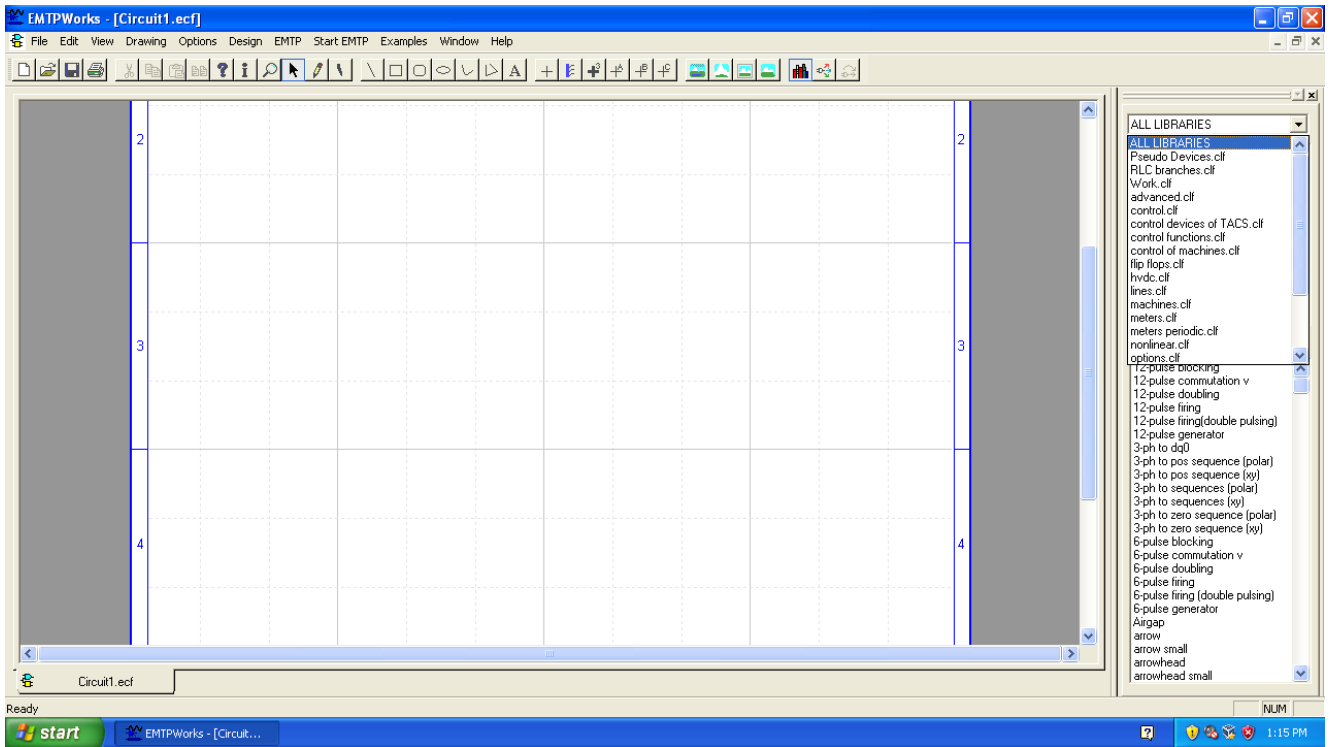 EMTPWorks - [Circuit1.ecf]
File Edit View Drawing Options Design EMTP Start EMTP Examples Window Help
2 2
3 3
4 4
ALL LIBRARIES
ALL LIBRARIES
Pseudo Devices.clf
RLC branches.clf
Work.clf
advanced.clf
control.clf
control devices of TACS.clf
control functions.clf
control of machines.clf
flip flops.clf
hvdc.clf
lines.clf
machines.clf
meters.clf
meters periodic.clf
nonlinear.clf
options.clf
12-pulse blocking
12-pulse commutation v
12-pulse doubling
12-pulse firing
12-pulse firing(double pulsing)
12-pulse generator
3-ph to dq0
3-ph to pos sequence (polar)
3-ph to pos sequence (xy)
3-ph to sequences (polar)
3-ph to sequences (xy)
3-ph to zero sequence (polar)
3-ph to zero sequence (xy)
6-pulse blocking
6-pulse commutation v
6-pulse doubling
6-pulse firing
6-pulse firing (double pulsing)
6-pulse generator
Airgap
arrow
arrow small
arrowhead
arrowhead small
Circuit1.ecf
Ready NUM
start EMTPWorks - [Circuit... 1:15 PM